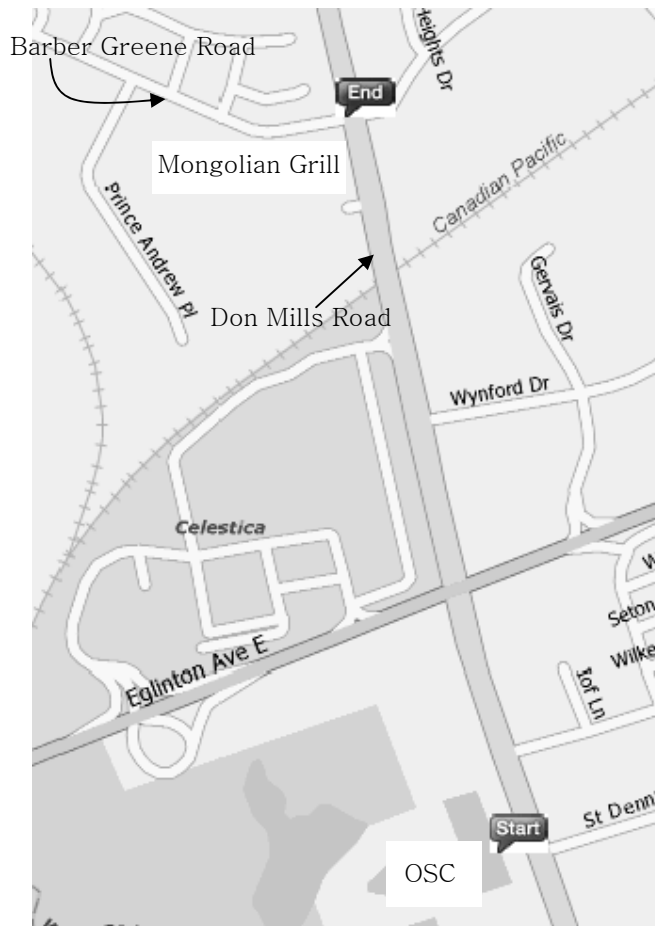 Heights Dr
Barber Greene Road
End
Mongolian Grill
Canadian Pacific
Prince Andrew Pl
Gervais Dr
Don Mills Road
Wynford Dr
Celestica
Seton
Eglinton Ave E
Wilke
Iof Ln
St Denni
Start
OSC